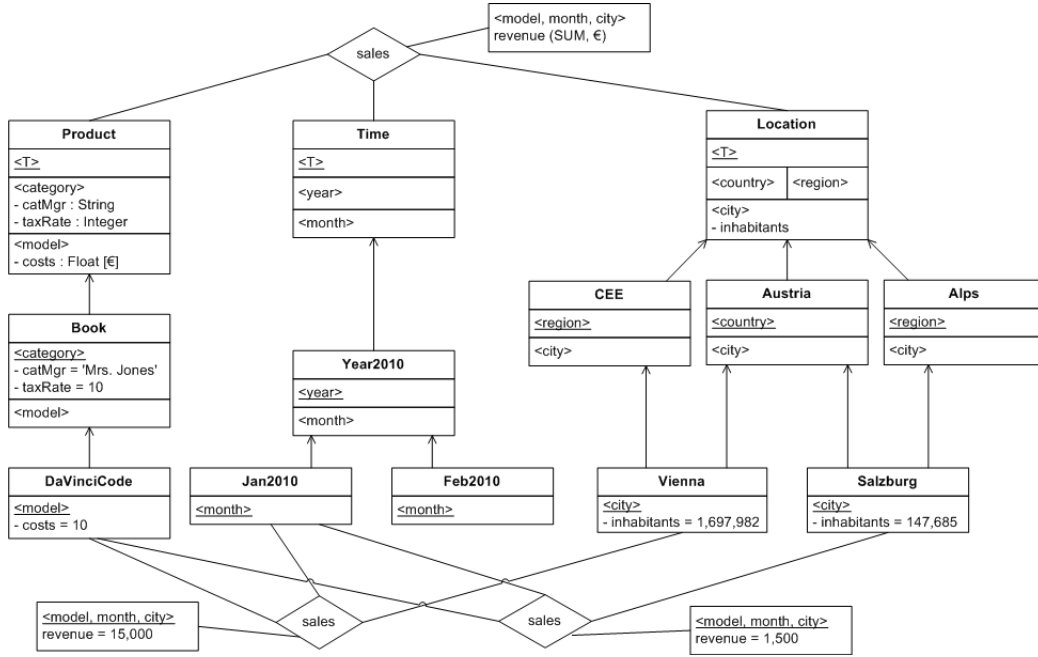 <model, month, city>
revenue (SUM, €)
sales
Product
<T>
<category>
- catMgr : String
- taxRate : Integer
<model>
- costs : Float [€]
Time
<T>
<year>
<month>
Location
<T>
<country> <region>
<city>
- inhabitants
CEE
<region>
<city>
Austria
<country>
<city>
Alps
<region>
<city>
Book
<category>
- catMgr = 'Mrs. Jones'
- taxRate = 10
<model>
Year2010
<year>
<month>
DaVinciCode
<model>
- costs = 10
Jan2010
<month>
Feb2010
<month>
Vienna
<city>
- inhabitants = 1,697,982
Salzburg
<city>
- inhabitants = 147,685
<model, month, city>
revenue = 15,000
sales
sales
<model, month, city>
revenue = 1,500